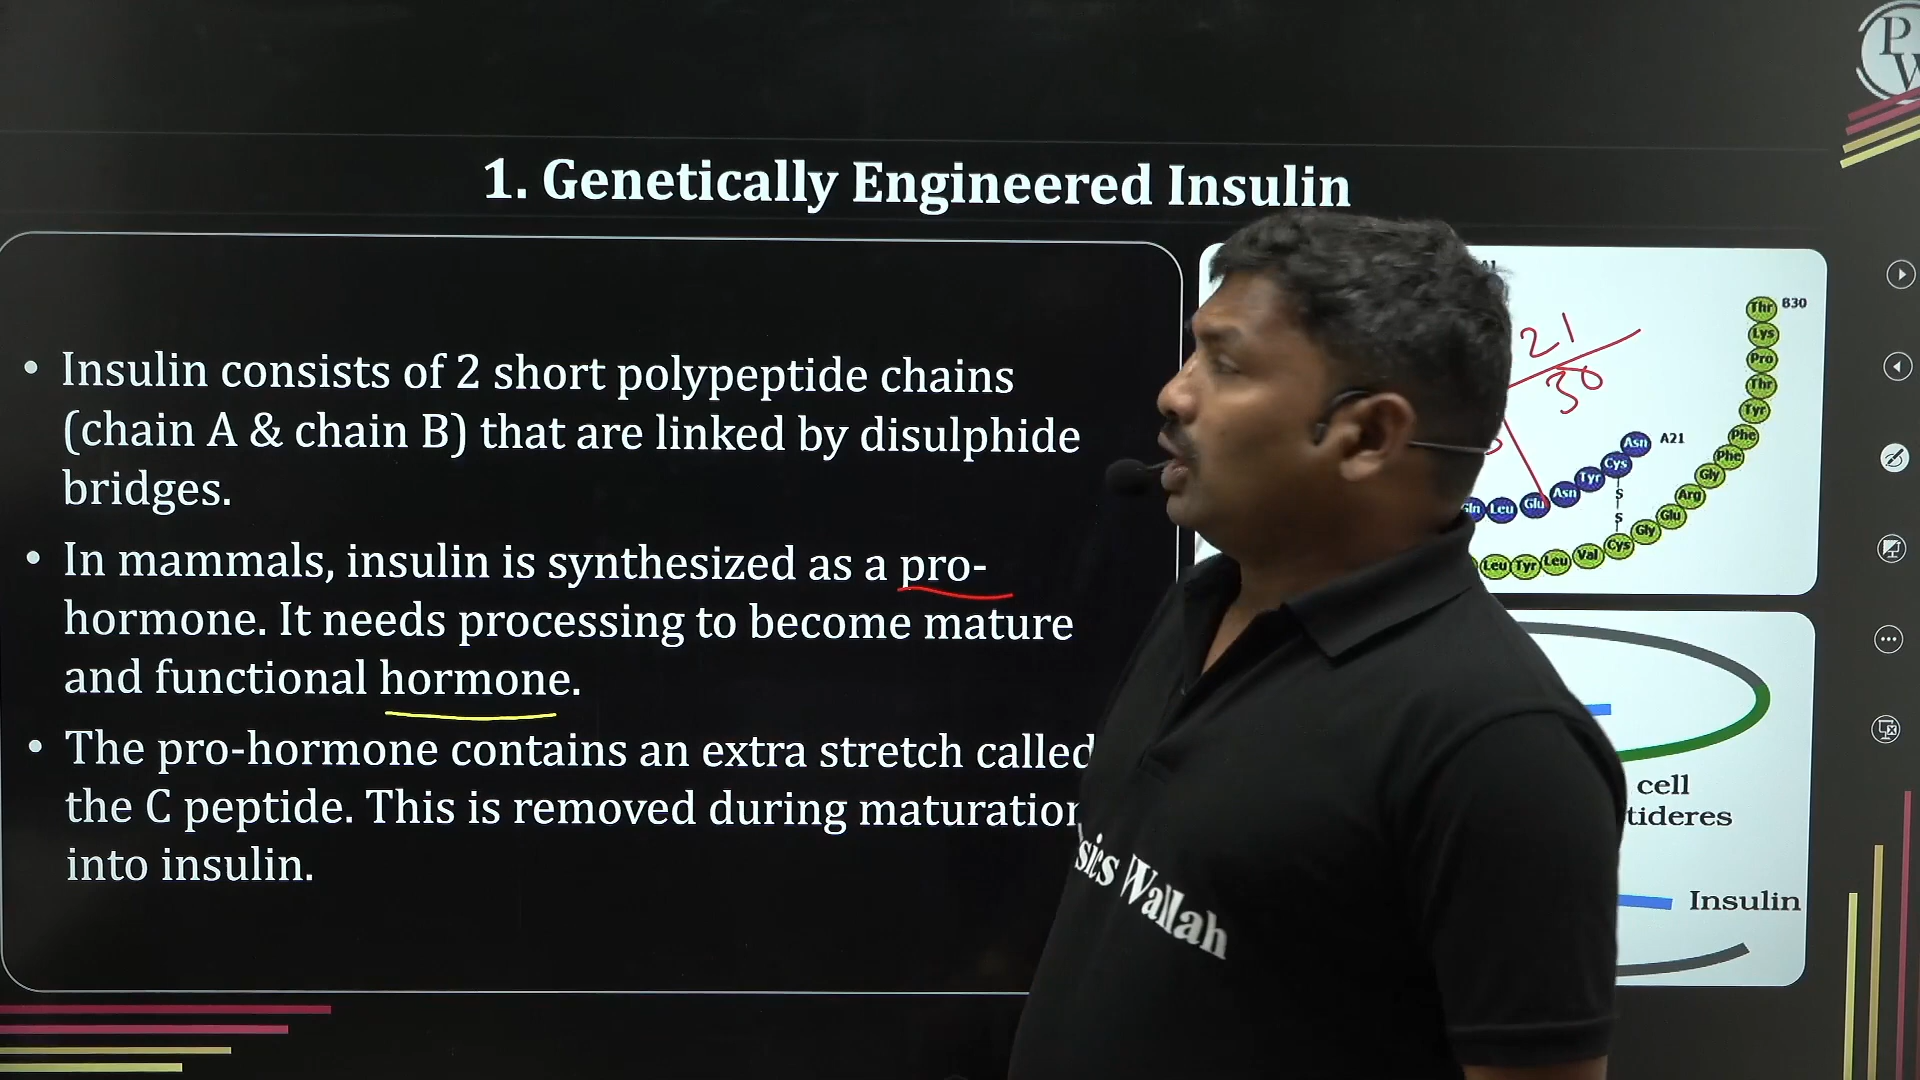 P
W
1. Genetically Engineered Insulin
• Insulin consists of 2 short polypeptide chains
(chain A & chain B) that are linked by disulphide
bridges.
• In mammals, insulin is synthesized as a pro-
hormone. It needs processing to become mature
and functional hormone.
• The pro-hormone contains an extra stretch called
the C peptide. This is removed during maturation
into insulin.
21
30
Thr B30
Lys
Pro
Thr
Tyr
Phe
Phe
Gly
Arg
Glu
Gly
Cys
Val
Leu
Tyr
Leu
Asn A21
Cys
Tyr
Asn
Glu
Leu
Gln
S
S
cell
tideres
Insulin
sics Wallah